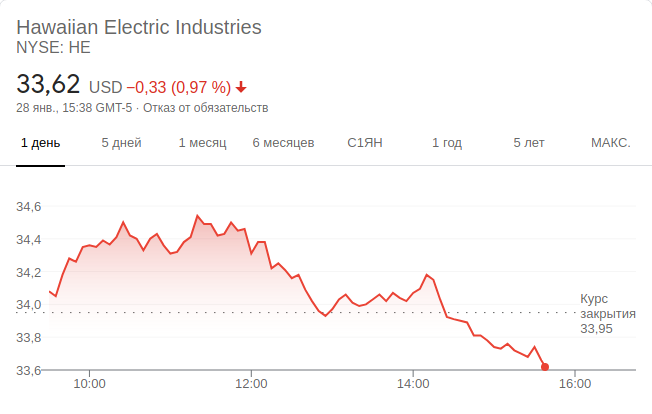 Hawaiian Electric Industries
NYSE: HE
33,62 USD −0,33 (0,97 %)
28 янв., 15:38 GMT-5 · Отказ от обязательств
1 день 5 дней 1 месяц 6 месяцев С1ЯН 1 год 5 лет МАКС.
34,6
34,4
34,2
34,0
33,8
33,6
Курс
закрытия
33,95
10:00 12:00 14:00 16:00